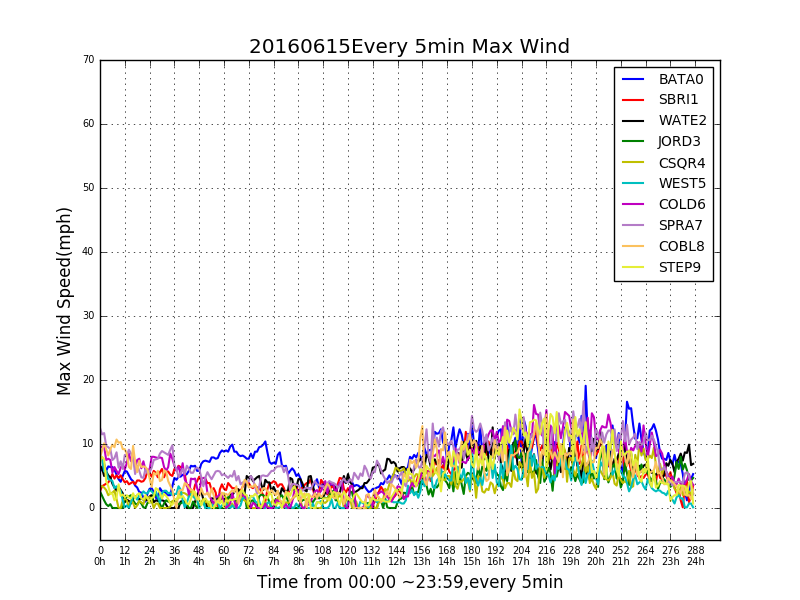 20160615Every 5min Max Wind
70
60
50
40
30
20
10
0
Max Wind Speed(mph)
BATA0
SBRI1
WATE2
JORD3
CSQR4
WEST5
COLD6
SPRA7
COBL8
STEP9
0 12 24 36 48 60 72 84 96 108 120 132 144 156 168 180 192 204 216 228 240 252 264 276 288
0h 1h 2h 3h 4h 5h 6h 7h 8h 9h 10h 11h 12h 13h 14h 15h 16h 17h 18h 19h 20h 21h 22h 23h 24h
Time from 00:00 ~23:59,every 5min